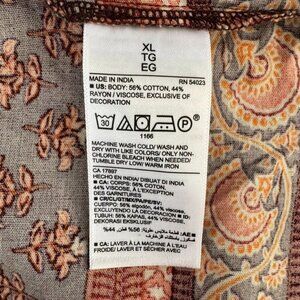 XL
TG
EG
MADE IN INDIA RN 54023
■ US: BODY: 56% COTTON, 44%
RAYON / VISCOSE, EXCLUSIVE OF
DECORATION
30 P
1166
MACHINE WASH COLD/ WASH AND
DRY WITH LIKE COLORS/ ONLY NON-
CHLORINE BLEACH WHEN NEEDED/
TUMBLE DRY LOW/ WARM IRON
CA 17897
HECHO EN INDIA/ DIBUAT DI INDIA
■ CA: CORPS: 56% COTON,
44% VISCOSE, À L'EXCEPTION
DES GARNITURES
CUERPO: 56% algodón, 44% viscosa,
TUBUH: 56% KAPAS, 44% VISCOSE,
DEKORASI EKSKLUSIF
■ CA: LAVER À LA MACHINE À L'EAU
FROIDE/ LAVER ET SÉCHER AVEC